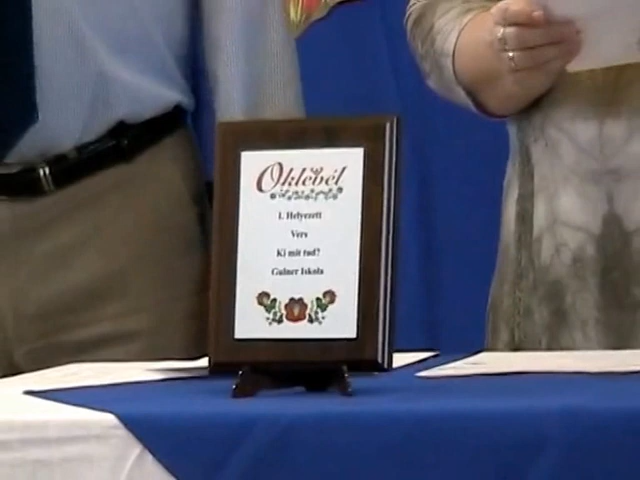 Oklevél
1. Helyezett
Vers
Ki mit tud?
Gulner Iskola